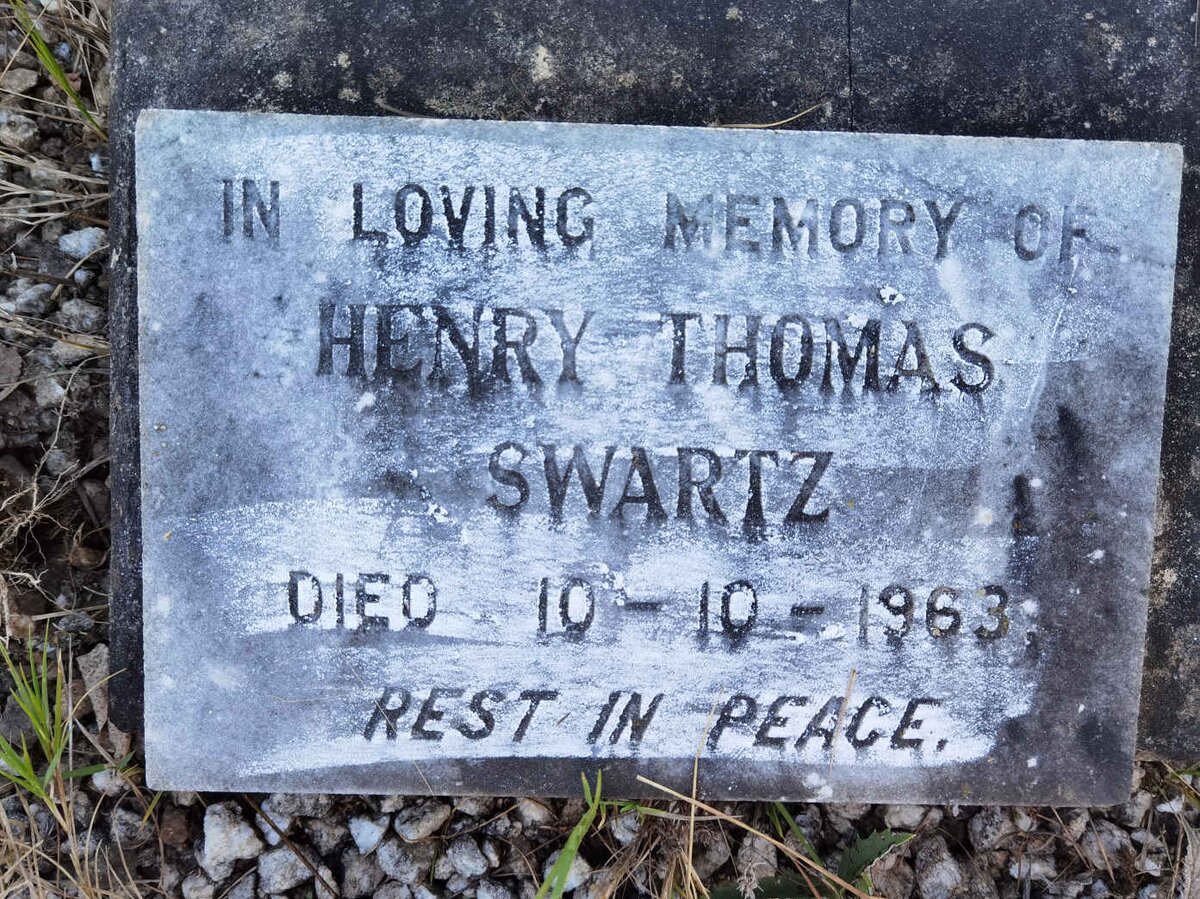 IN LOVING MEMORY OF
HENRY THOMAS
SWARTZ
DIED 10-10-1963.
REST IN PEACE.